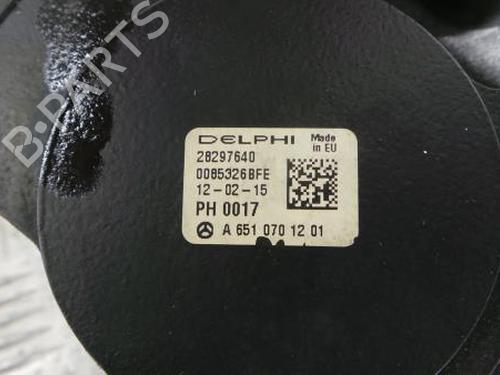 DELPHI Made in EU
28297640
0085326BFE
12-02-15
PH 0017
A 651 070 12 01
B-PARTS